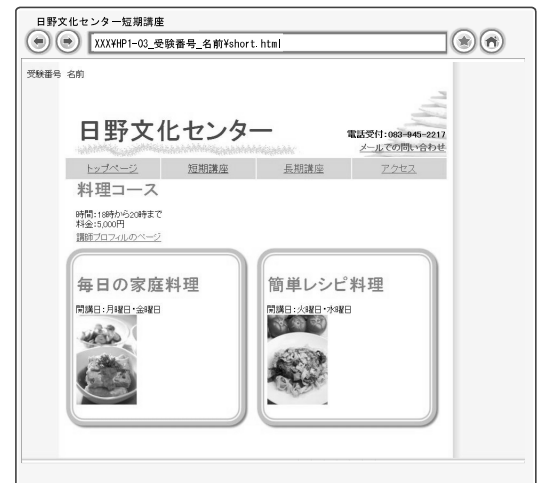 日野文化センター短期講座
XXX¥HP1-03_受験番号_名前¥short.html
受験番号 名前
日野文化センター
電話受付:083-945-2217
メールでの問い合わせ
トップページ 短期講座 長期講座 アクセス
料理コース
時間:18時から20時まで
料金:5,000円
講師プロフィルのページ
毎日の家庭料理 簡単レシピ料理
開講日:月曜日・金曜日 開講日:火曜日・水曜日